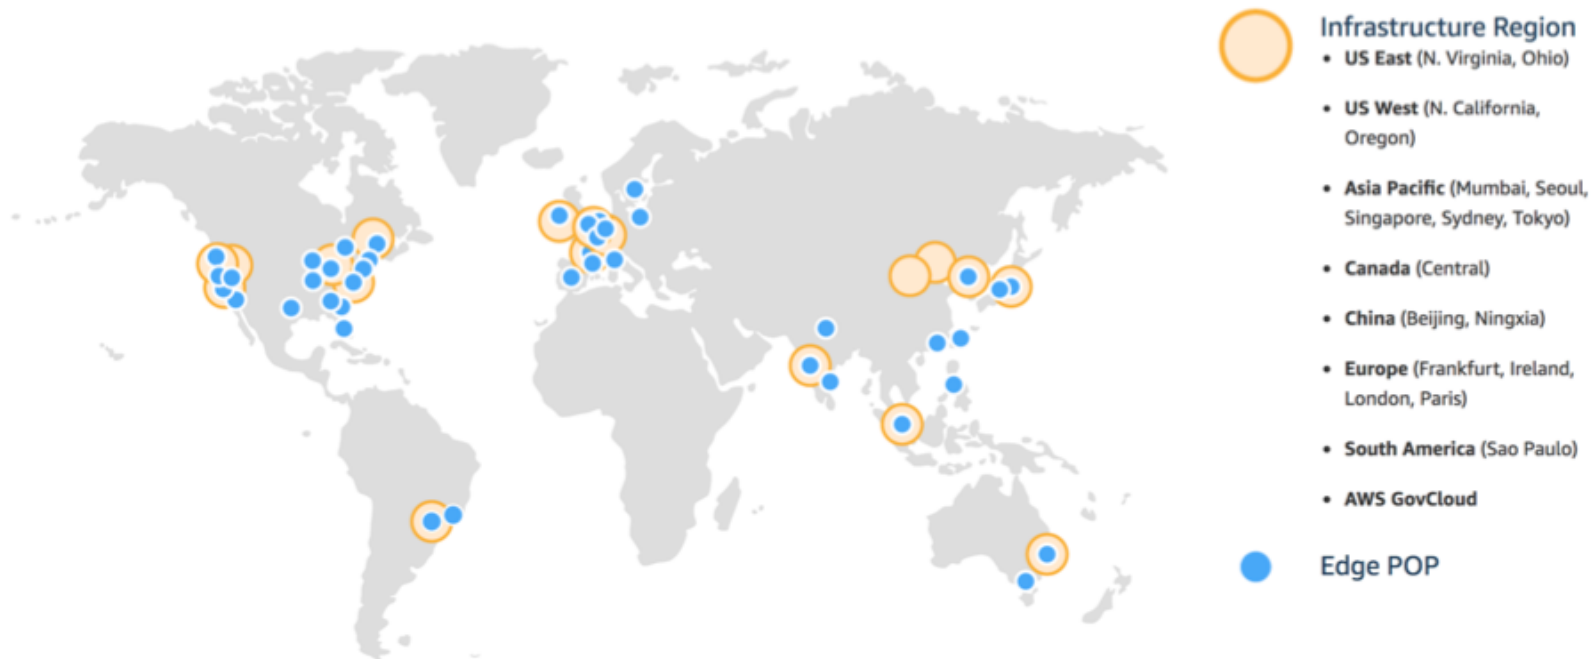 Infrastructure Region
• US East (N. Virginia, Ohio)
• US West (N. California,
Oregon)
• Asia Pacific (Mumbai, Seoul,
Singapore, Sydney, Tokyo)
• Canada (Central)
• China (Beijing, Ningxia)
• Europe (Frankfurt, Ireland,
London, Paris)
• South America (Sao Paulo)
• AWS GovCloud
Edge POP